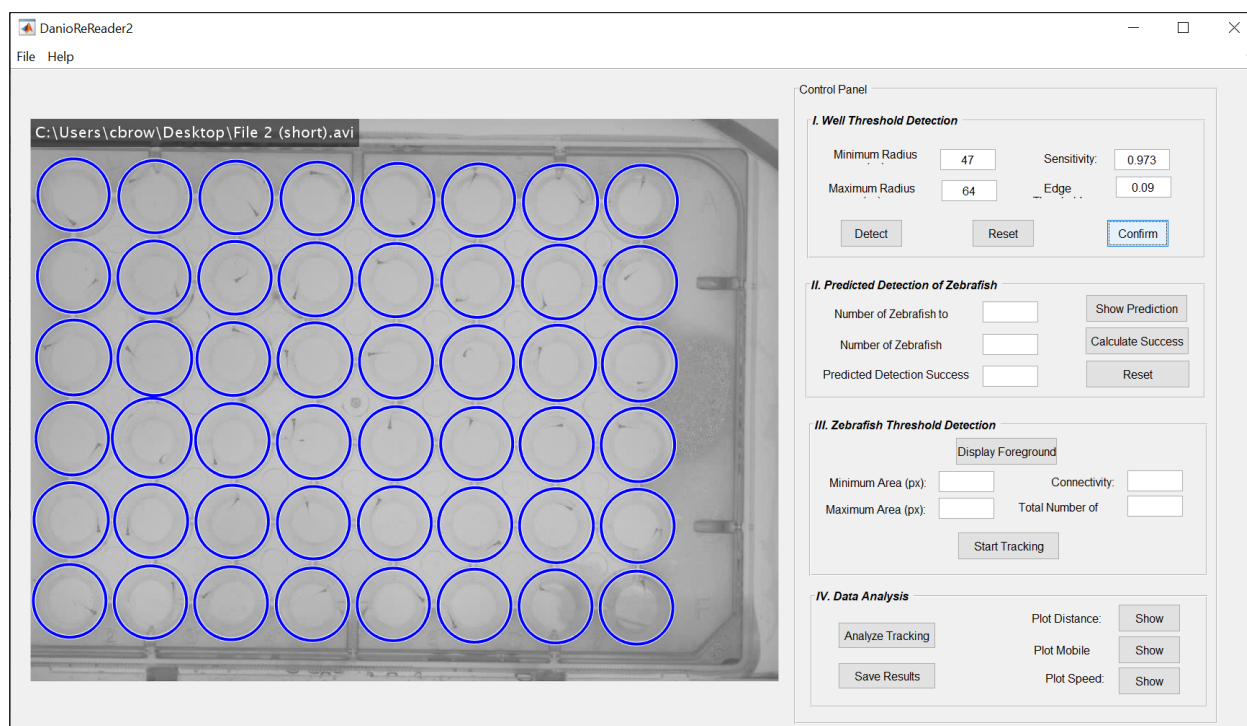 DanioReReader2
File Help
C:\Users\cbrow\Desktop\File 2 (short).avi
A
Control Panel
I. Well Threshold Detection
Minimum Radius
47
Sensitivity:
0.973
Maximum Radius
64
Edge
0.09
Detect
Reset
Confirm
II. Predicted Detection of Zebrafish
Number of Zebrafish to
Show Prediction
Number of Zebrafish
Calculate Success
Predicted Detection Success
Reset
III. Zebrafish Threshold Detection
Display Foreground
Minimum Area (px):
Connectivity:
Maximum Area (px):
Total Number of
Start Tracking
IV. Data Analysis
Plot Distance:
Show
Analyze Tracking
Plot Mobile
Show
Save Results
Plot Speed:
Show